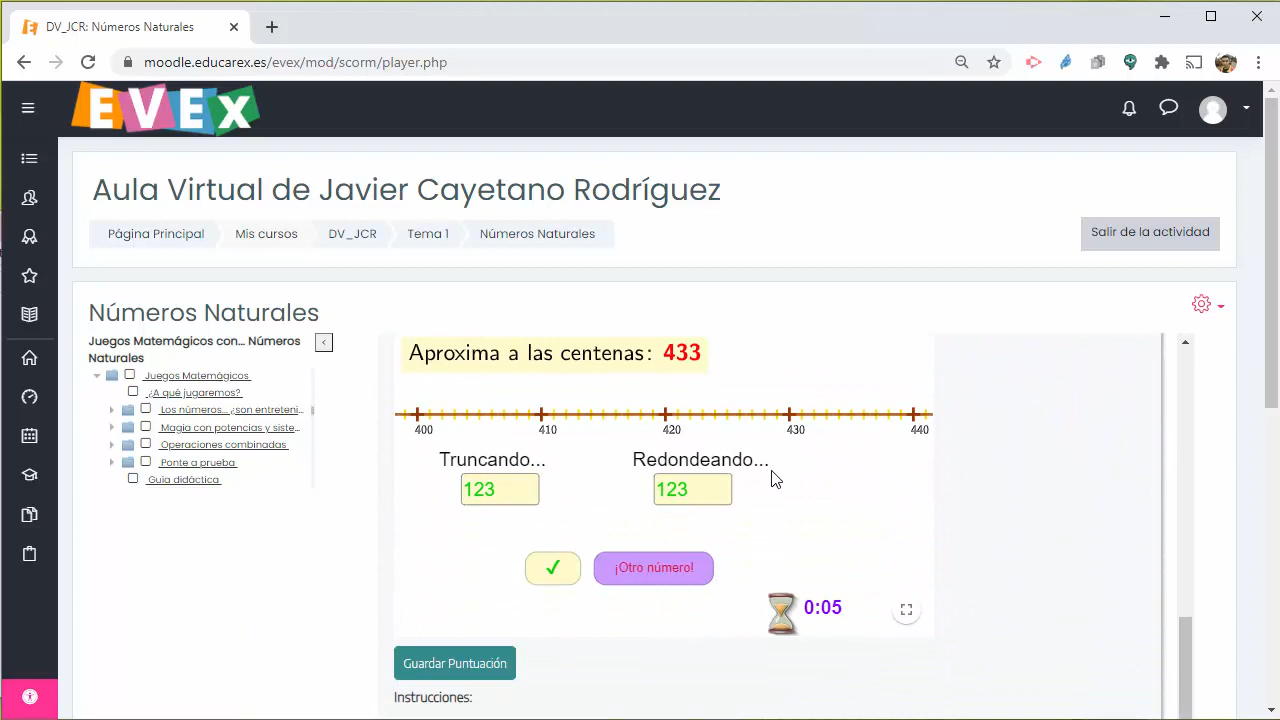 DV_JCR: Números Naturales
moodle.educarex.es/evex/mod/scorm/player.php
EVEX
Aula Virtual de Javier Cayetano Rodríguez
Página Principal
Mis cursos
DV_JCR
Tema 1
Números Naturales
Salir de la actividad
Números Naturales
Juegos Matemágicos con... Números
Naturales
Juegos Matemágicos
¿A qué jugaremos?
Los números... ¿son entreteni...
Magia con potencias y siste...
Operaciones combinadas
Ponte a prueba
Guía didáctica
Aproxima a las centenas: 433
400 410 420 430 440
Truncando... Redondeando...
123 123
✓ ¡Otro número!
0:05
Guardar Puntuación
Instrucciones: